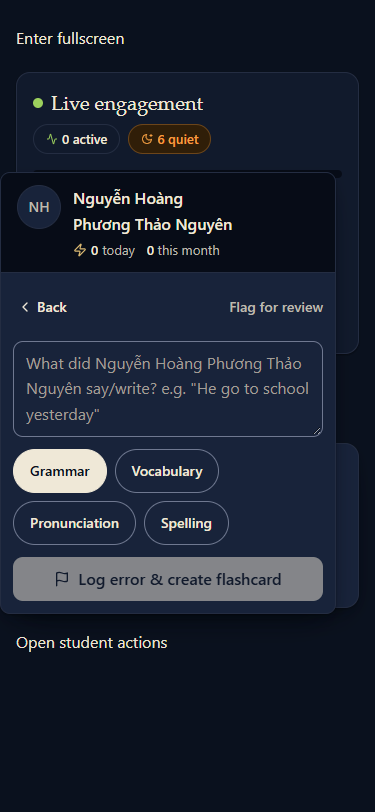 Enter fullscreen
Live engagement
0 active
6 quiet
NH
Nguyễn Hoàng
Phương Thảo Nguyên
0 today 0 this month
Back
Flag for review
What did Nguyễn Hoàng Phương Thảo
Nguyên say/write? e.g. "He go to school
yesterday"
Grammar
Vocabulary
Pronunciation
Spelling
Log error & create flashcard
Open student actions